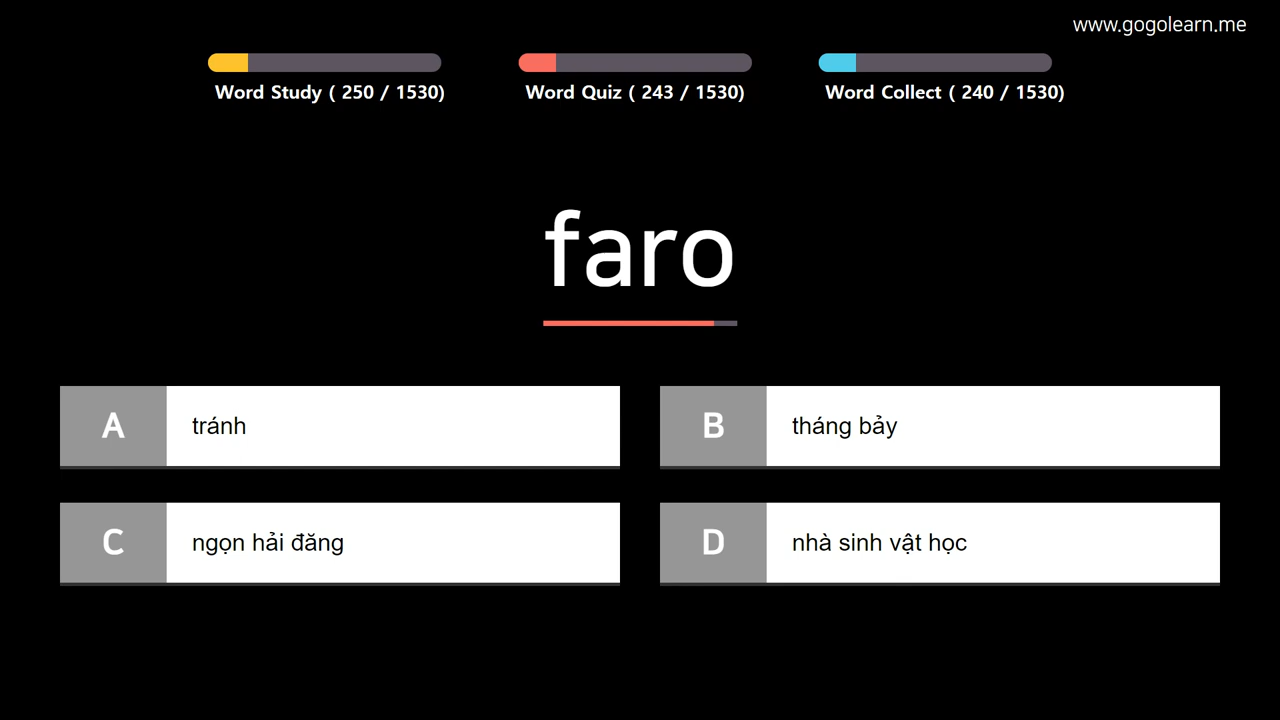 www.gogolearn.me
Word Study ( 250 / 1530)
Word Quiz ( 243 / 1530)
Word Collect ( 240 / 1530)
faro
A
tránh
B
tháng bảy
C
ngọn hải đăng
D
nhà sinh vật học